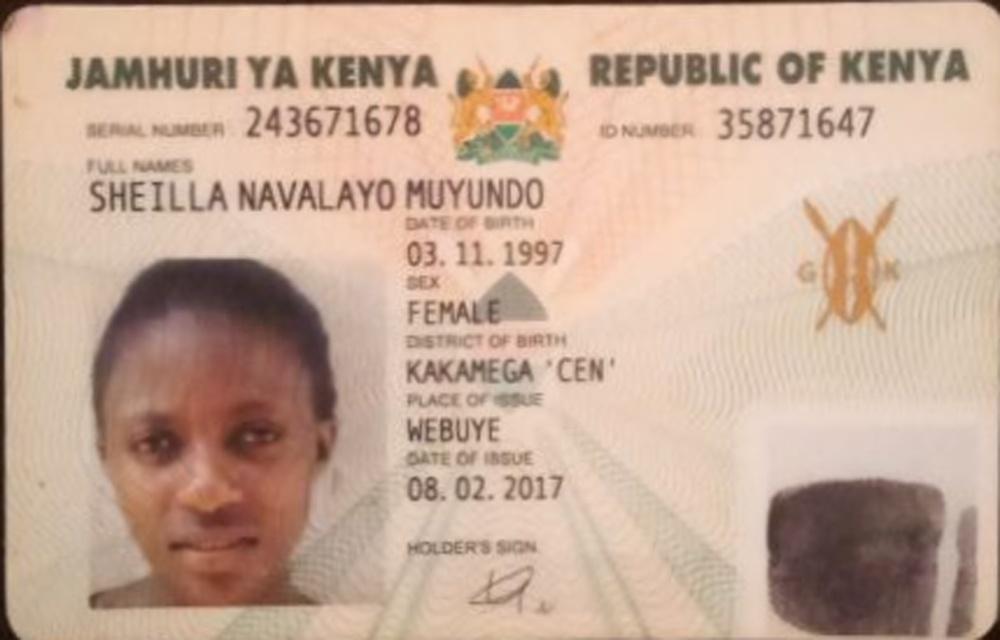 JAMHURI YA KENYA REPUBLIC OF KENYA
SERIAL NUMBER 243671678 ID NUMBER 35871647
FULL NAMES
SHEILLA NAVALAYO MUYUNDO
DATE OF BIRTH
03. 11. 1997
SEX
FEMALE
G K
DISTRICT OF BIRTH
KAKAMEGA 'CEN'
PLACE OF ISSUE
WEBUYE
DATE OF ISSUE
08. 02. 2017
HOLDER'S SIGN.